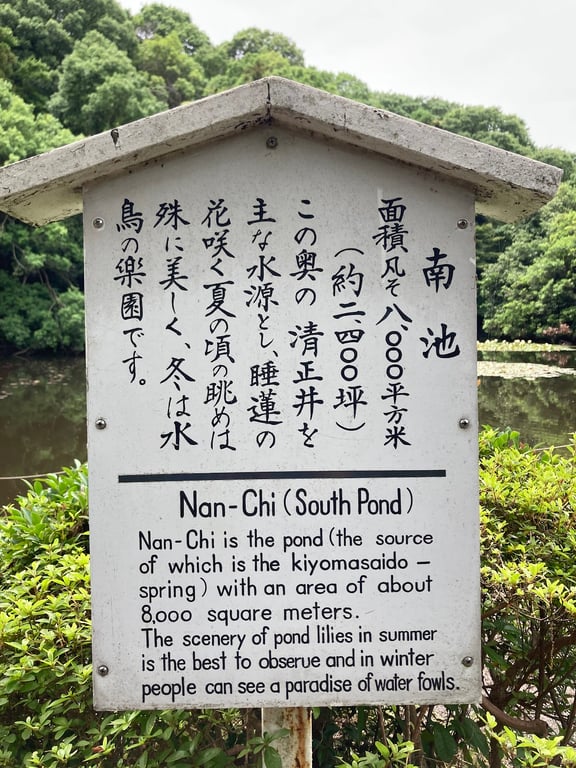 南池
面積凡そ八、〇〇〇平方米
（約二四〇〇坪）
この奥の清正井を
主な水源とし、睡蓮の
花咲く夏の頃の眺めは
殊に美しく、冬は水
鳥の楽園です。
Nan-Chi (South Pond)
Nan-Chi is the pond (the source
of which is the kiyomasaido –
spring) with an area of about
8,000 square meters.
The scenery of pond lilies in summer
is the best to obserue and in winter
people can see a paradise of water fowls.